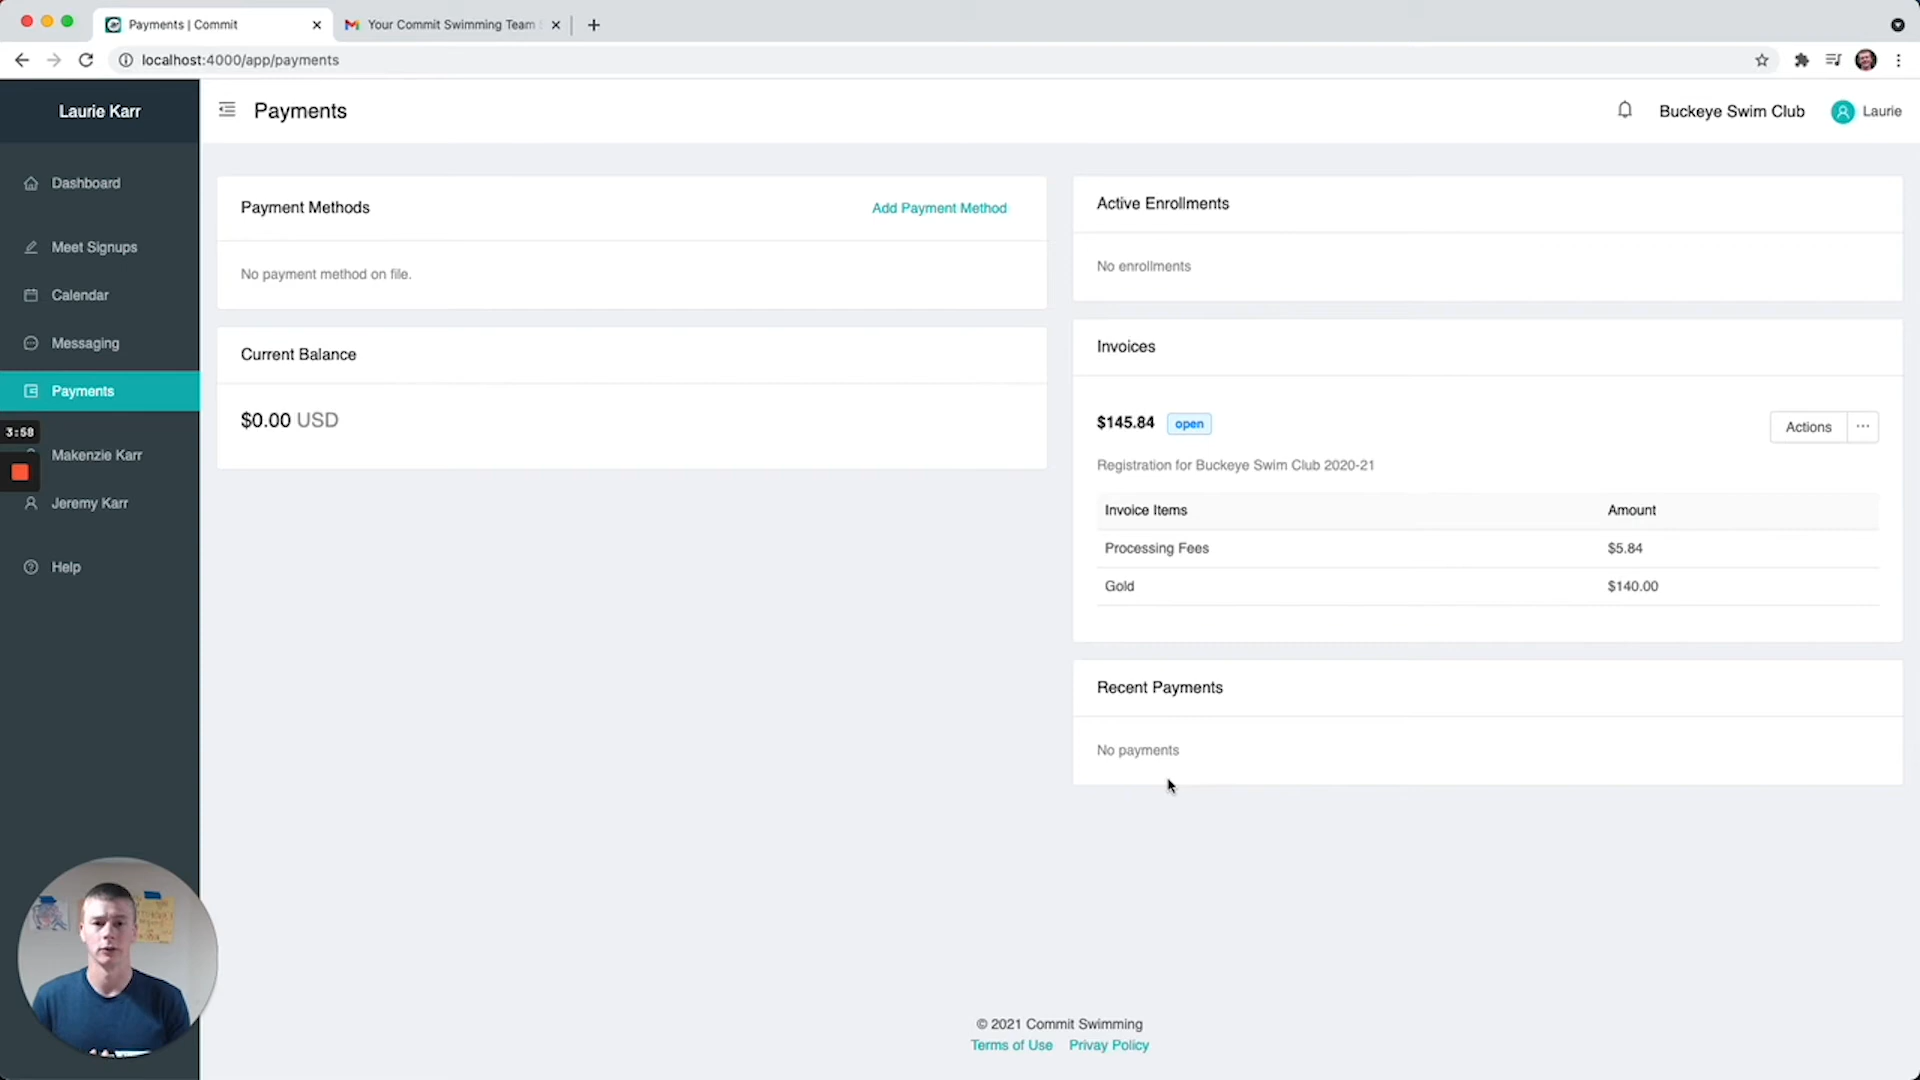 Payments | Commit
Your Commit Swimming Team
localhost:4000/app/payments
Laurie Karr
Payments
Buckeye Swim Club
Laurie
Dashboard
Meet Signups
Calendar
Messaging
Payments
3:58
Makenzie Karr
Jeremy Karr
Help
Payment Methods
Add Payment Method
No payment method on file.
Current Balance
$0.00 USD
Active Enrollments
No enrollments
Invoices
$145.84 open
Actions
Registration for Buckeye Swim Club 2020-21
Invoice Items Amount
Processing Fees $5.84
Gold $140.00
Recent Payments
No payments
© 2021 Commit Swimming
Terms of Use Privay Policy